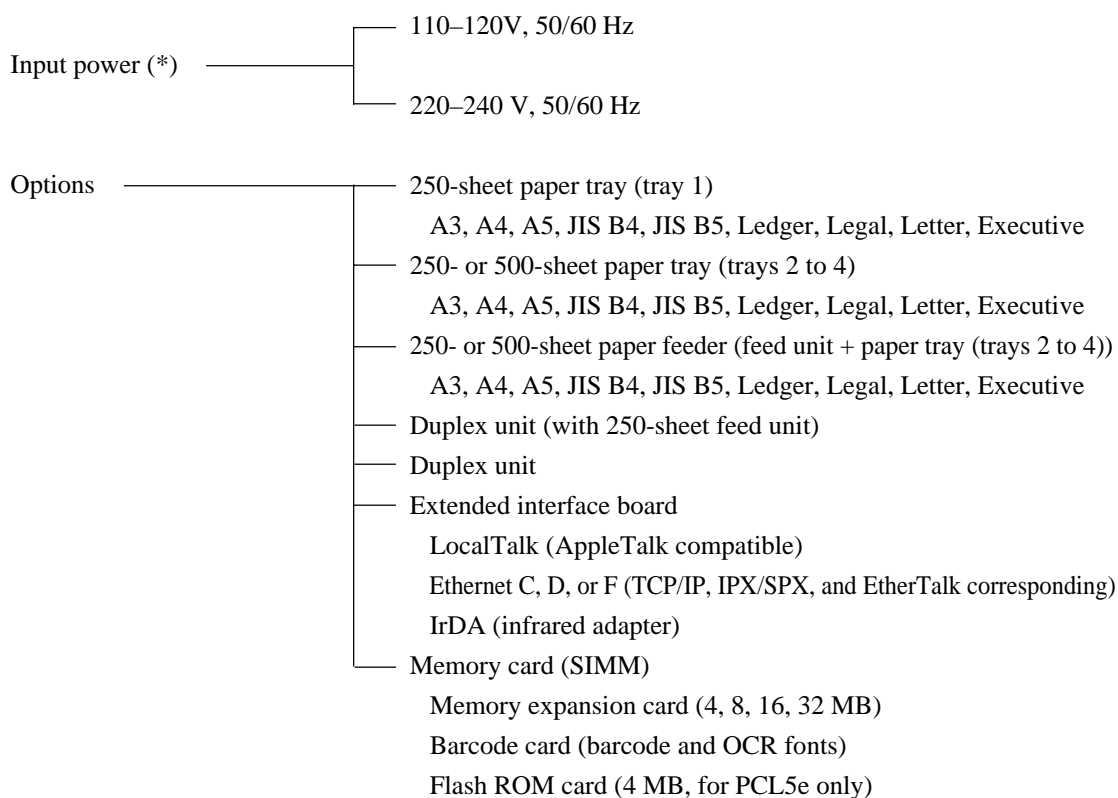 110–120V, 50/60 Hz
Input power (*)
220–240 V, 50/60 Hz
Options
250-sheet paper tray (tray 1)
A3, A4, A5, JIS B4, JIS B5, Ledger, Legal, Letter, Executive
250- or 500-sheet paper tray (trays 2 to 4)
A3, A4, A5, JIS B4, JIS B5, Ledger, Legal, Letter, Executive
250- or 500-sheet paper feeder (feed unit + paper tray (trays 2 to 4))
A3, A4, A5, JIS B4, JIS B5, Ledger, Legal, Letter, Executive
Duplex unit (with 250-sheet feed unit)
Duplex unit
Extended interface board
LocalTalk (AppleTalk compatible)
Ethernet C, D, or F (TCP/IP, IPX/SPX, and EtherTalk corresponding)
IrDA (infrared adapter)
Memory card (SIMM)
Memory expansion card (4, 8, 16, 32 MB)
Barcode card (barcode and OCR fonts)
Flash ROM card (4 MB, for PCL5e only)